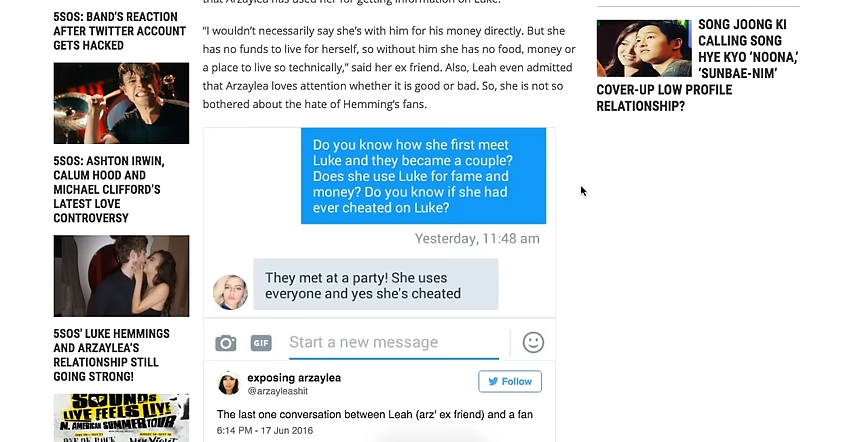 5SOS: BAND'S REACTION
AFTER TWITTER ACCOUNT
GETS HACKED
5SOS: ASHTON IRWIN,
CALUM HOOD AND
MICHAEL CLIFFORD'S
LATEST LOVE
CONTROVERSY
5SOS' LUKE HEMMINGS
AND ARZAYLEA'S
RELATIONSHIP STILL
GOING STRONG!
SOUNDS
LIVE FEELS LIVE
N. AMERICAN SUMMER TOUR
that Arzaylea has used her for getting information on Luke.
"I wouldn't necessarily say she's with him for his money directly. But she
has no funds to live for herself, so without him she has no food, money or
a place to live so technically," said her ex friend. Also, Leah even admitted
that Arzaylea loves attention whether it is good or bad. So, she is not so
bothered about the hate of Hemming's fans.
Do you know how she first meet
Luke and they became a couple?
Does she use Luke for fame and
money? Do you know if she had
ever cheated on Luke?
Yesterday, 11:48 am
They met at a party! She uses
everyone and yes she's cheated
GIF
Start a new message
exposing arzaylea
@arzayleashit
Follow
The last one conversation between Leah (arz' ex friend) and a fan
6:14 PM - 17 Jun 2016
SONG JOONG KI
CALLING SONG
HYE KYO 'NOONA,'
'SUNBAE-NIM'
COVER-UP LOW PROFILE
RELATIONSHIP?